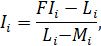 I_i = \frac{FI_i - L_i}{L_i - M_i},